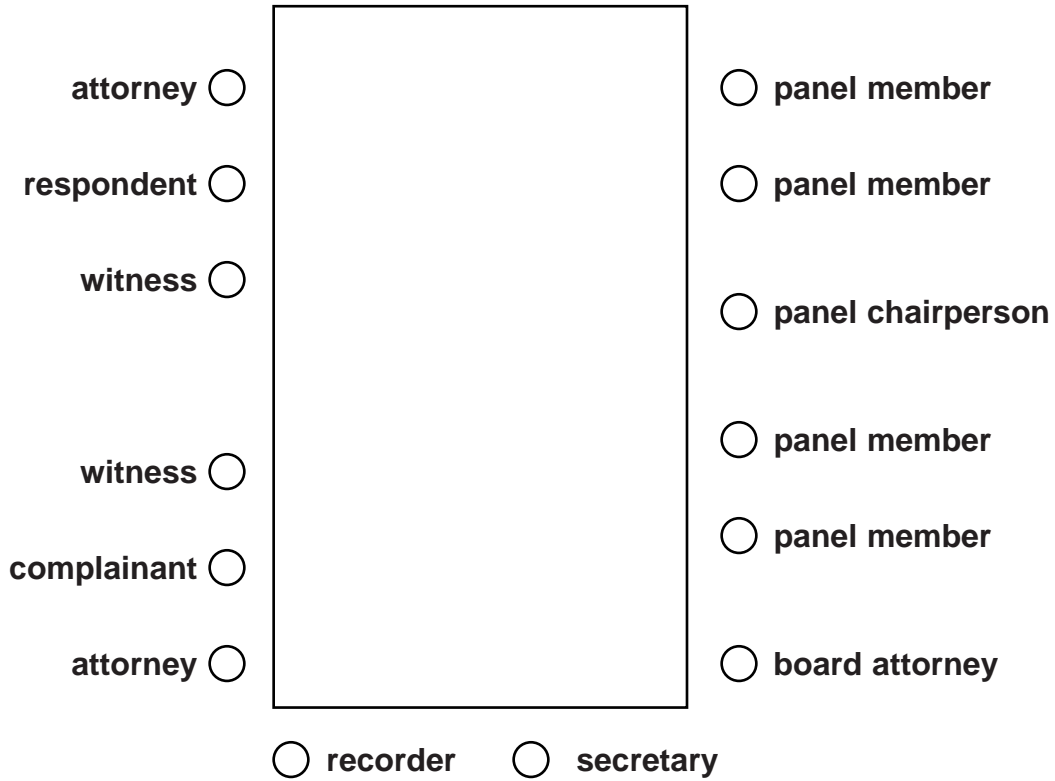 attorney
respondent
witness
witness
complainant
attorney
panel member
panel member
panel chairperson
panel member
panel member
board attorney
recorder
secretary